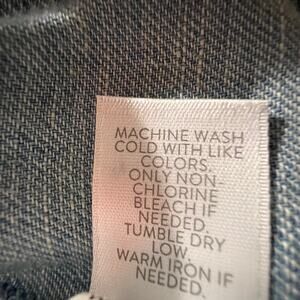 MACHINE WASH
COLD WITH LIKE
COLORS.
ONLY NON-
CHLORINE
BLEACH IF
NEEDED.
TUMBLE DRY
LOW.
WARM IRON IF
NEEDED.